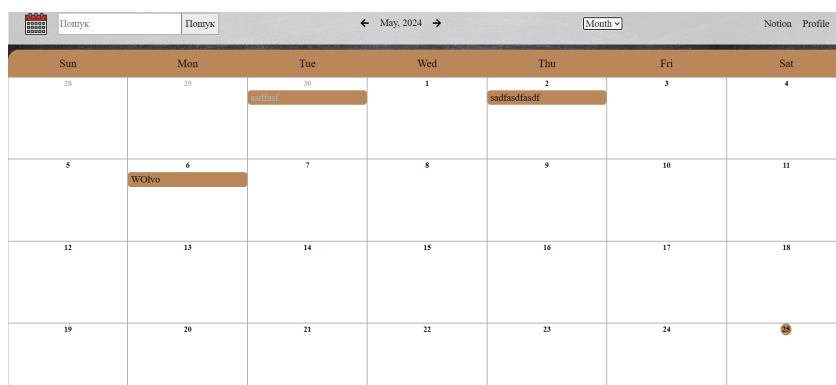 Пошук Пошук May, 2024 Month Notion Profile
Sun Mon Tue Wed Thu Fri Sat
28 29 30 1 2 3 4
asdfasf sadfasdfasdf
5 6 7 8 9 10 11
WOlvo
12 13 14 15 16 17 18
19 20 21 22 23 24 25